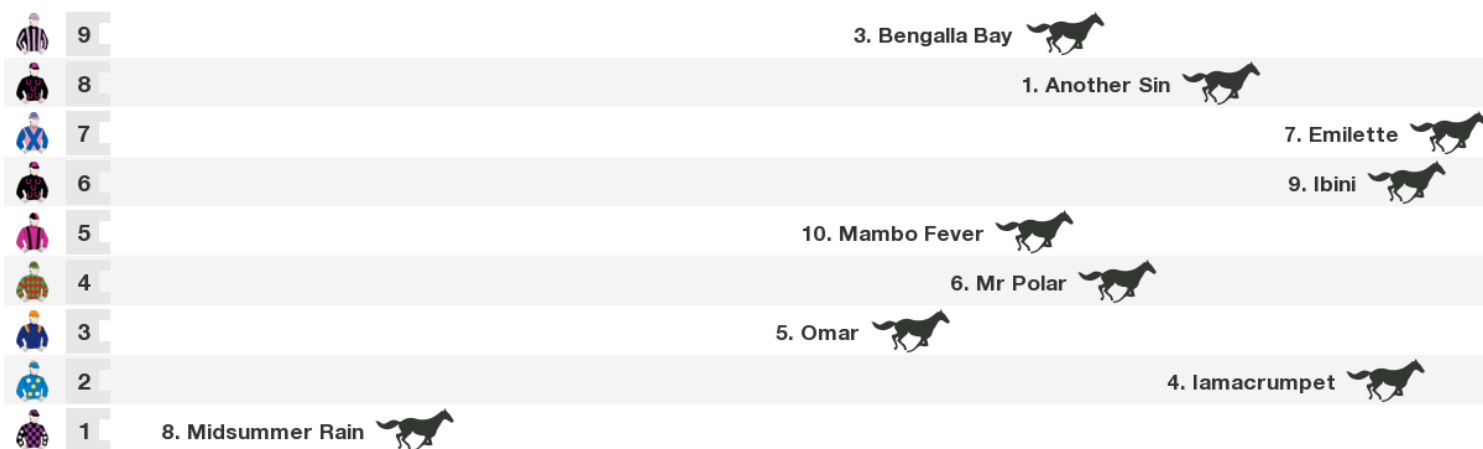 9 3. Bengalla Bay
8 1. Another Sin
7 7. Emilette
6 9. Ibini
5 10. Mambo Fever
4 6. Mr Polar
3 5. Omar
2 4. Iamacrumpet
1 8. Midsummer Rain